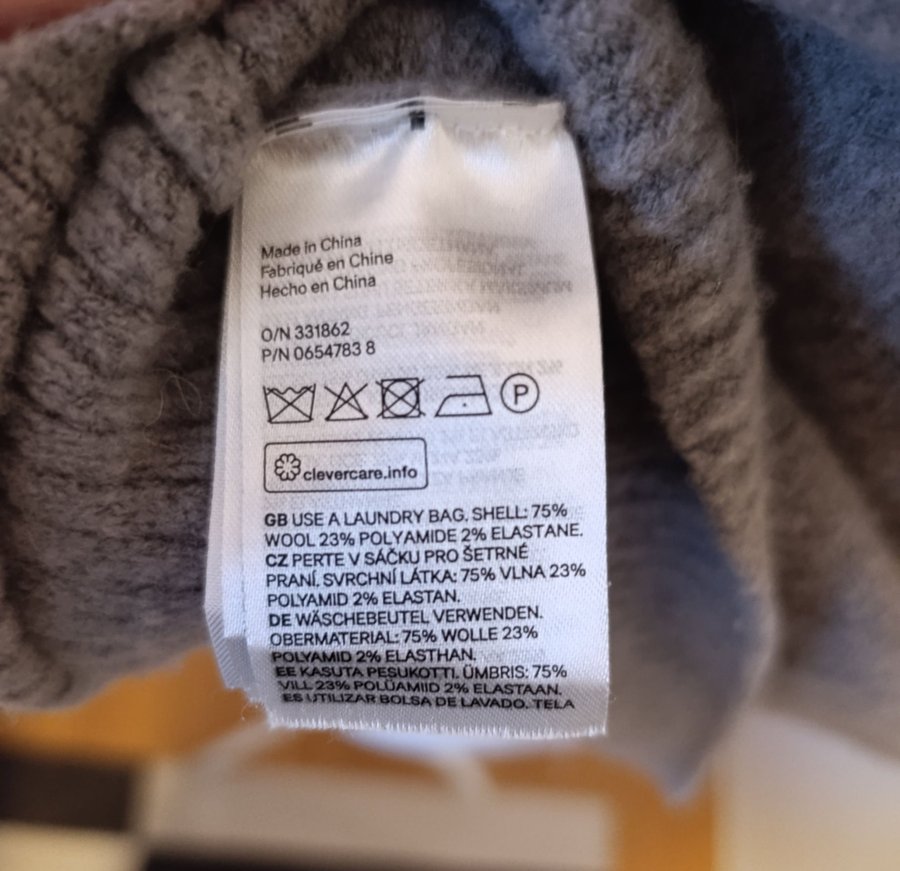 Made in China
Fabriqué en Chine
Hecho en China
O/N 331862
P/N 0654783 8
P
clevercare.info
GB USE A LAUNDRY BAG. SHELL: 75%
WOOL 23% POLYAMIDE 2% ELASTANE.
CZ PERTE V SÁČKU PRO ŠETRNÉ
PRANÍ. SVRCHNÍ LÁTKA: 75% VLNA 23%
POLYAMID 2% ELASTAN.
DE WÄSCHEBEUTEL VERWENDEN.
OBERMATERIAL: 75% WOLLE 23%
POLYAMID 2% ELASTHAN.
EE KASUTA PESUKOTTI. ÜMBRIS: 75%
VILL 23% POLÜAMIID 2% ELASTAAN.
ES UTILIZAR BOLSA DE LAVADO. TELA